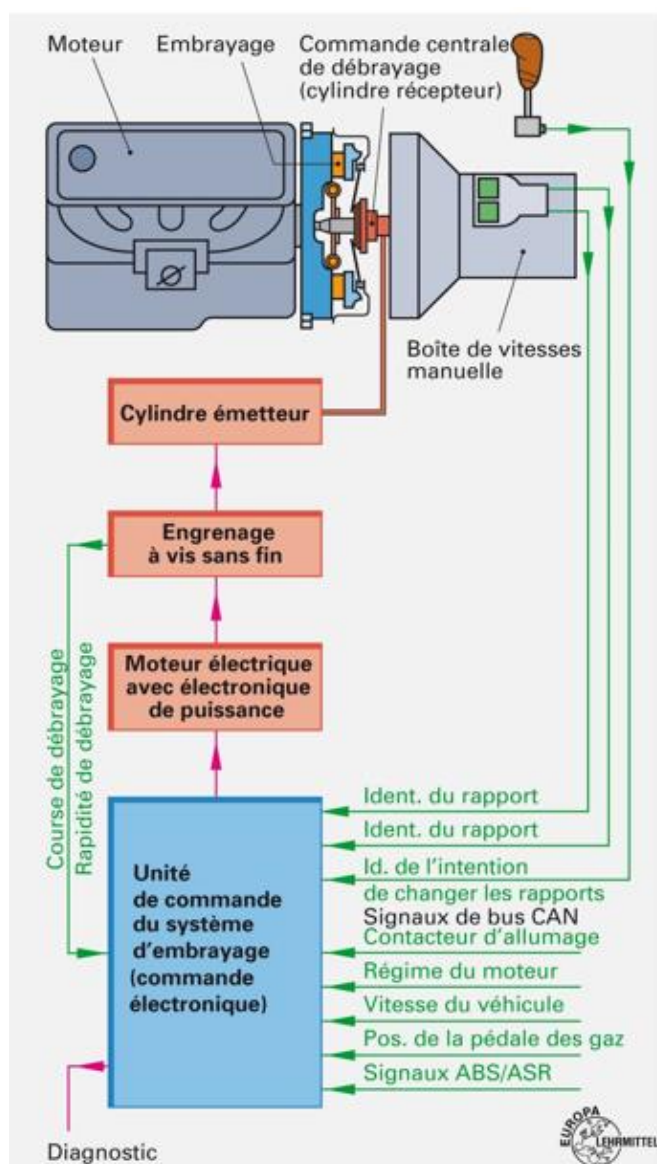 Moteur
Embrayage
Commande centrale
de débrayage
(cylindre récepteur)
Boîte de vitesses
manuelle
Cylindre émetteur
Engrenage
à vis sans fin
Moteur électrique
avec électronique
de puissance
Course de débrayage
Rapidité de débrayage
Unité
de commande
du système
d'embrayage
(commande
électronique)
Ident. du rapport
Ident. du rapport
Id. de l'intention
de changer les rapports
Signaux de bus CAN
Contacteur d'allumage
Régime du moteur
Vitesse du véhicule
Pos. de la pédale des gaz
Signaux ABS/ASR
Diagnostic
EUROPA
LEHRMITTEL